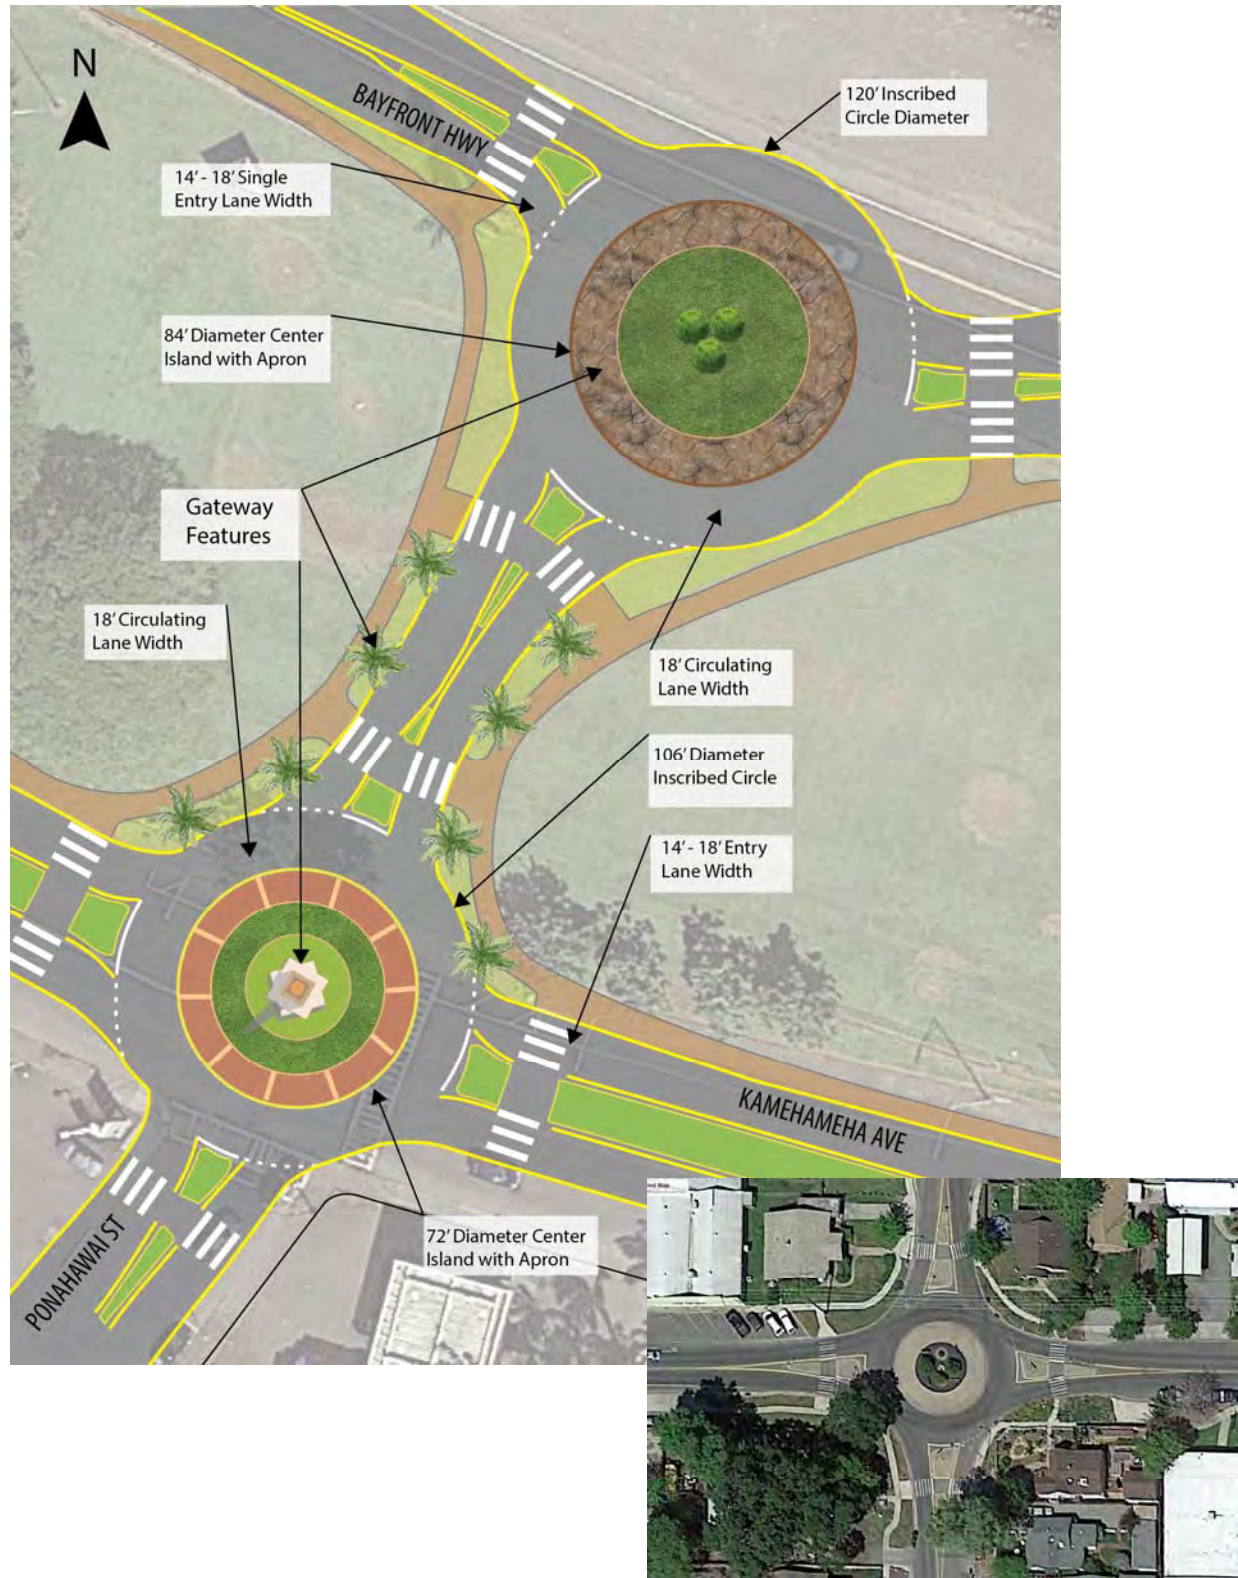 N
BAYFRONT HWY
120' Inscribed
Circle Diameter
14' - 18' Single
Entry Lane Width
84' Diameter Center
Island with Apron
Gateway
Features
18' Circulating
Lane Width
18' Circulating
Lane Width
106' Diameter
Inscribed Circle
14' - 18' Entry
Lane Width
KAMEHAMEHA AVE
PONAHAWAI ST
72' Diameter Center
Island with Apron